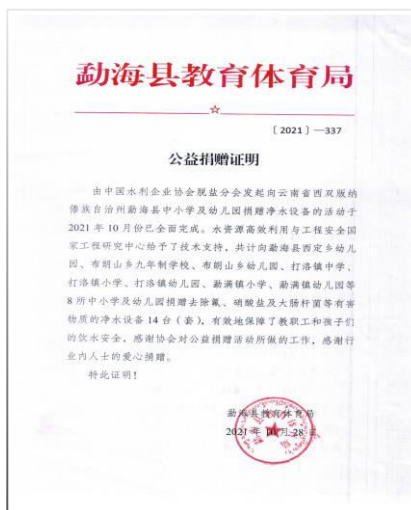 勐海县教育体育局
〔2021〕—337
公益捐赠证明
由中国水利企业协会脱盐分会发起向云南省西双版纳
傣族自治州勐海县中小学及幼儿园捐赠净水设备的活动于
2021 年 10 月份已全面完成。水资源高效利用与工程安全国
家工程研究中心给予了技术支持，共计向勐海县西定乡幼儿
园、布朗山乡九年制学校、布朗山乡幼儿园、打洛镇中学、
打洛镇小学、打洛镇幼儿园、勐满镇小学、勐满镇幼儿园等
8 所中小学及幼儿园捐赠去除氟、硝酸盐及大肠杆菌等有害
物质的净水设备 14 台（套），有效地保障了教职工和孩子们
的饮水安全，感谢协会对公益捐赠活动所做的工作，感谢行
业内人士的爱心捐赠。
特此证明！
勐海县教育体育局
2021 年 10 月 28 日